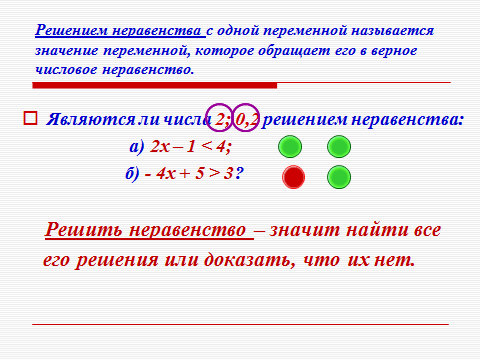 Решением неравенства с одной переменной называется
значение переменной, которое обращает его в верное
числовое неравенство.
Являются ли числа 2; 0,2 решением неравенства:
а) 2х – 1 < 4;
б) - 4х + 5 > 3?
Решить неравенство – значит найти все
его решения или доказать, что их нет.